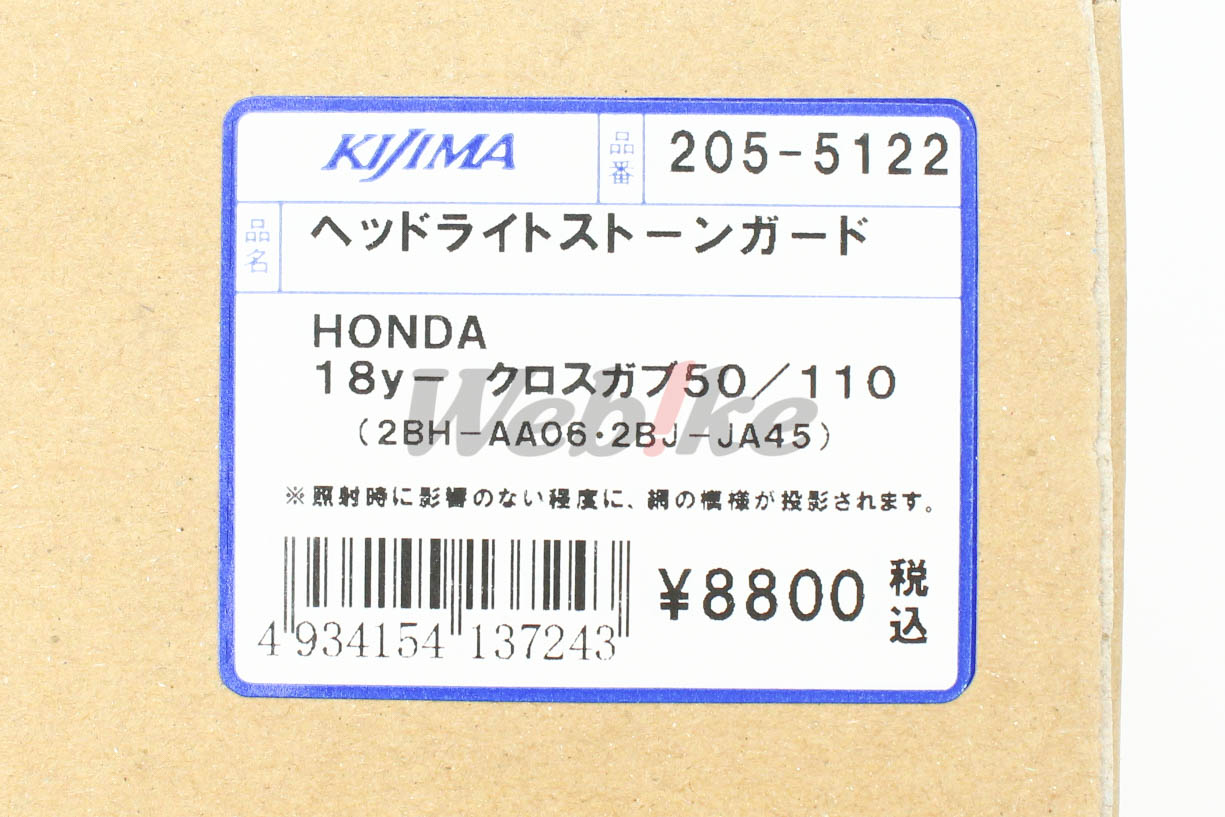 KIJIMA 品番 205-5122
品名 ヘッドライトストーンガード
HONDA
18y- クロスガブ50/110
(2BH-AA06・2BJ-JA45)
Web!ke
※照射時に影響のない程度に、網の模様が投影されます。
¥8800 税込
4 934154 137243